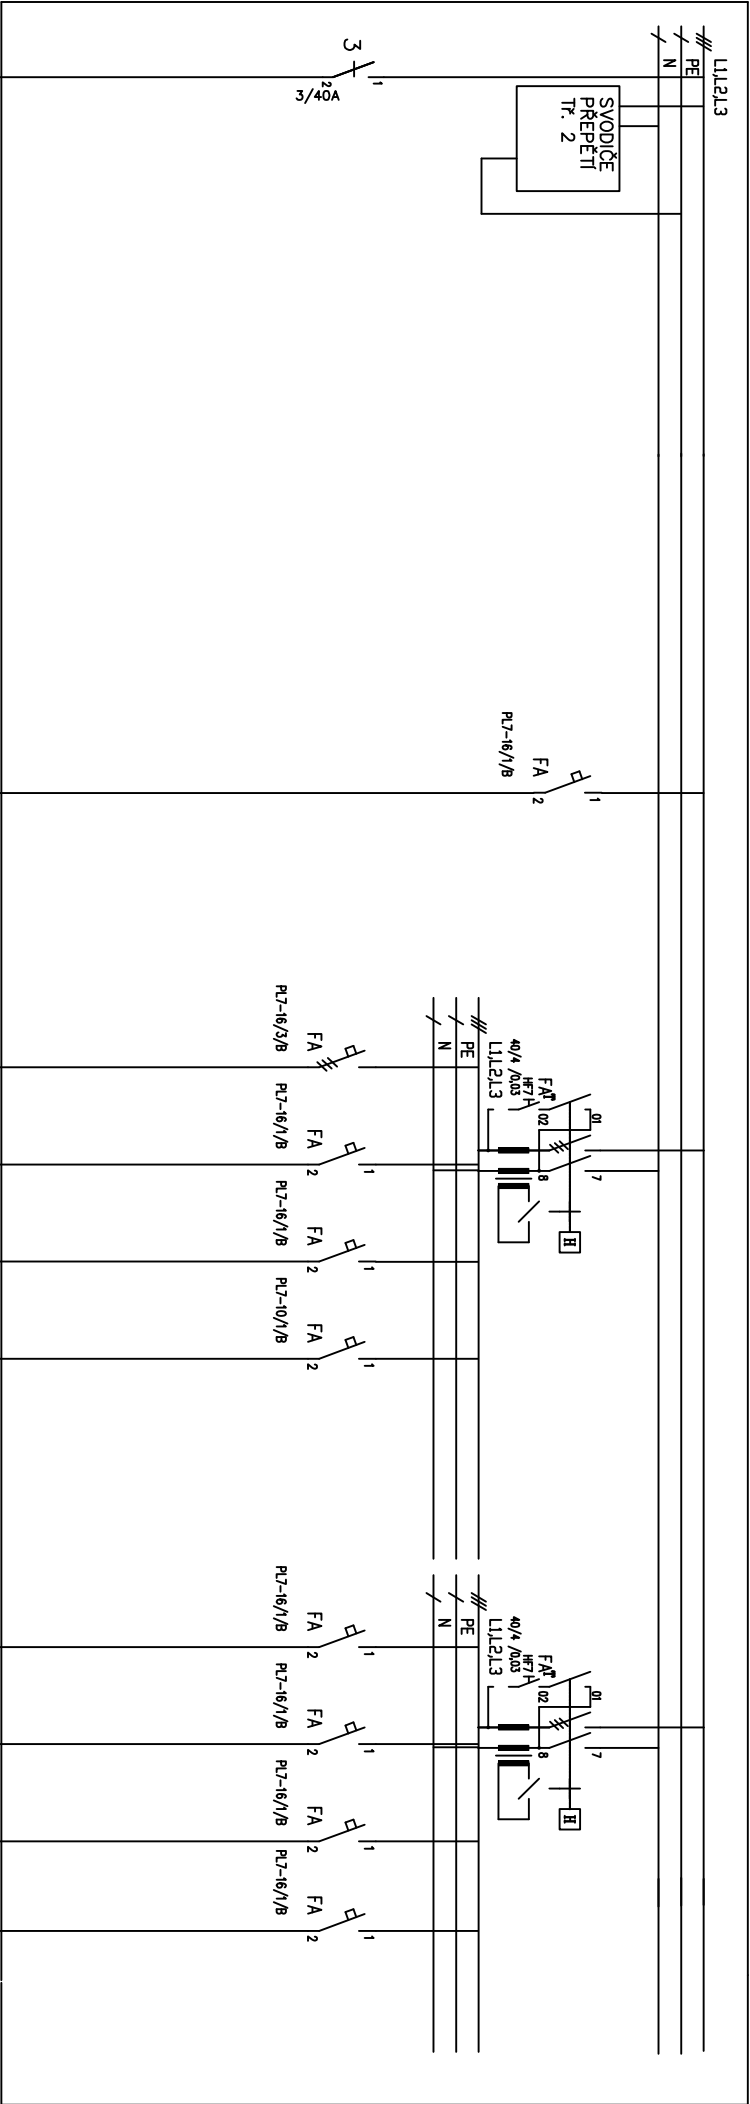 L1,L2,L3
PE
N
SVODIČE
PŘEPĚTÍ
TŘ. 2
3
1
2
3/40A
PL7-16/1/B
FA
1
2
FA
HF7
40/4 /0,03
01
02
7
8
H
L1,L2,L3
PE
N
PL7-16/3/B
FA
PL7-16/1/B
FA
1
2
PL7-16/1/B
FA
1
2
PL7-10/1/B
FA
1
2
FA
HF7
40/4 /0,03
01
02
7
8
H
L1,L2,L3
PE
N
PL7-16/1/B
FA
1
2
PL7-16/1/B
FA
1
2
PL7-16/1/B
FA
1
2
PL7-16/1/B
FA
1
2